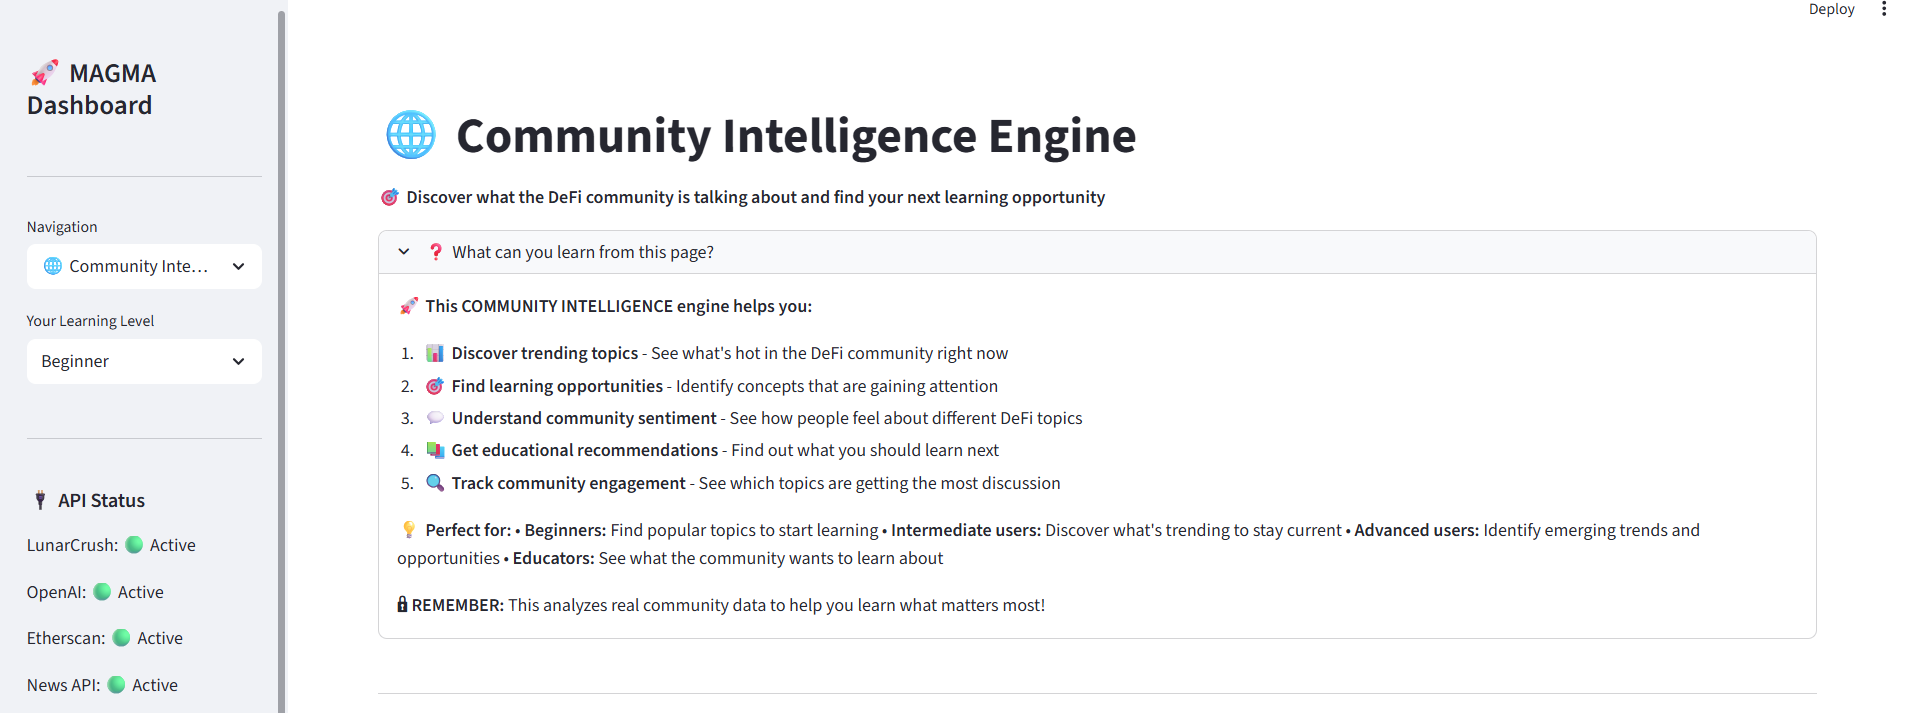 Deploy
MAGMA
Dashboard
Navigation
Community Inte...
Your Learning Level
Beginner
API Status
LunarCrush: Active
OpenAI: Active
Etherscan: Active
News API: Active
Community Intelligence Engine
Discover what the DeFi community is talking about and find your next learning opportunity
❓ What can you learn from this page?
This COMMUNITY INTELLIGENCE engine helps you:
1. Discover trending topics - See what's hot in the DeFi community right now
2. Find learning opportunities - Identify concepts that are gaining attention
3. Understand community sentiment - See how people feel about different DeFi topics
4. Get educational recommendations - Find out what you should learn next
5. Track community engagement - See which topics are getting the most discussion
Perfect for: • Beginners: Find popular topics to start learning • Intermediate users: Discover what's trending to stay current • Advanced users: Identify emerging trends and
opportunities • Educators: See what the community wants to learn about
REMEMBER: This analyzes real community data to help you learn what matters most!